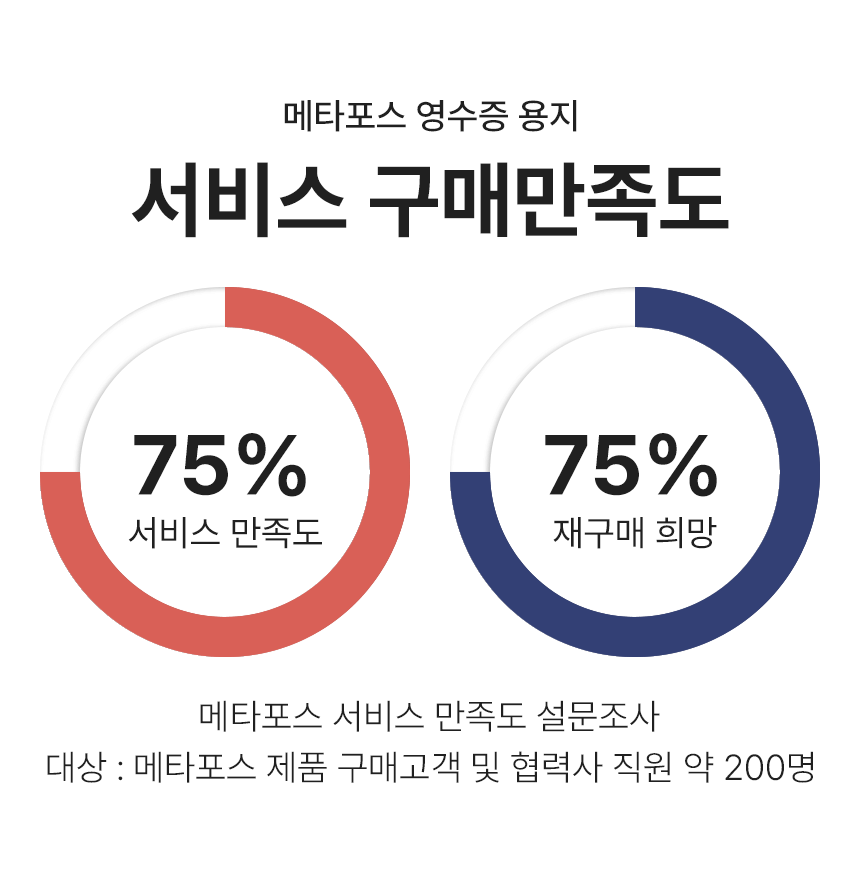 메타포스 영수증 용지
서비스 구매만족도
75%
서비스 만족도
75%
재구매 희망
메타포스 서비스 만족도 설문조사
대상 : 메타포스 제품 구매고객 및 협력사 직원 약 200명